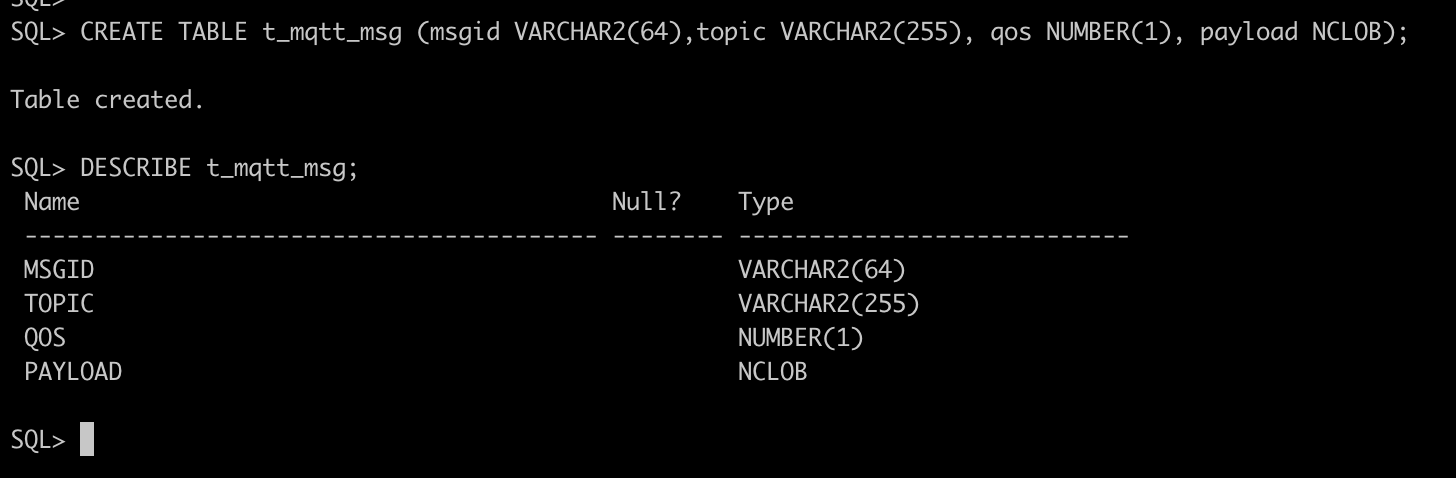 SQL>
SQL> CREATE TABLE t_mqtt_msg (msgid VARCHAR2(64),topic VARCHAR2(255), qos NUMBER(1), payload NCLOB);
Table created.
SQL> DESCRIBE t_mqtt_msg;
Name Null? Type
----------------------------------------- -------- ----------------------------
MSGID VARCHAR2(64)
TOPIC VARCHAR2(255)
QOS NUMBER(1)
PAYLOAD NCLOB
SQL>